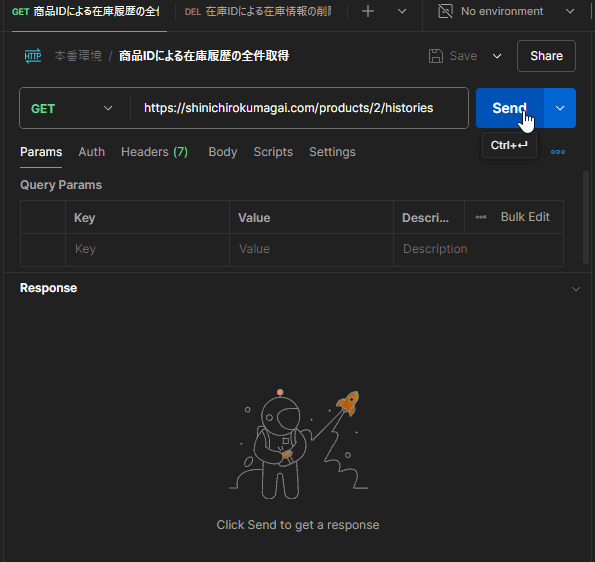 GET 商品IDによる在庫履歴の全件 DEL 在庫IDによる在庫情報の削除 No environment
HTTP 本番環境 / 商品IDによる在庫履歴の全件取得 Save Share
GET https://shinichirokumagai.com/products/2/histories Send
Ctrl+↵
Params Auth Headers (7) Body Scripts Settings
Query Params
Key Value Descri... Bulk Edit
Key Value Description
Response
Click Send to get a response